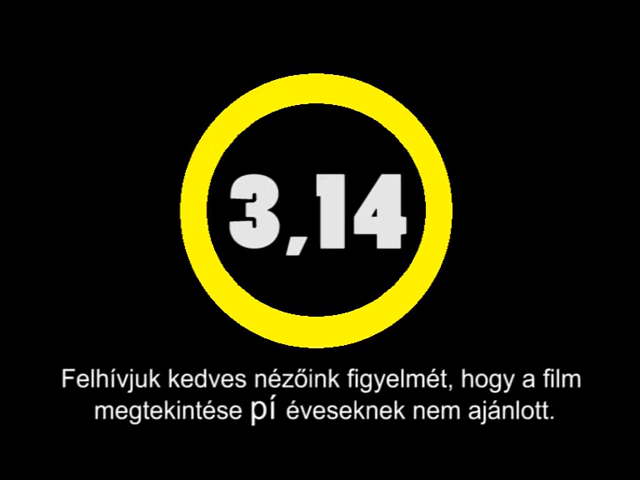 3,14
Felhívjuk kedves nézőink figyelmét, hogy a film
megtekintése pí éveseknek nem ajánlott.